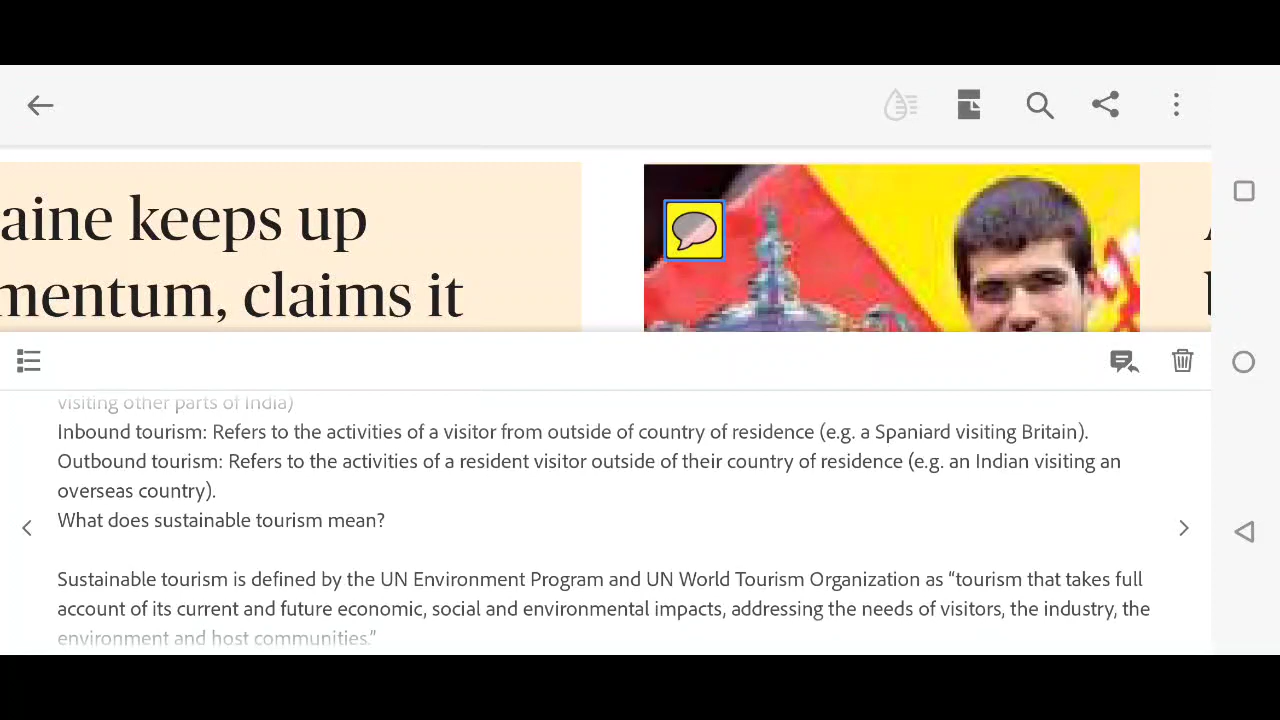 aine keeps up
mentum, claims it
visiting other parts of India)
Inbound tourism: Refers to the activities of a visitor from outside of country of residence (e.g. a Spaniard visiting Britain).
Outbound tourism: Refers to the activities of a resident visitor outside of their country of residence (e.g. an Indian visiting an
overseas country).
What does sustainable tourism mean?
Sustainable tourism is defined by the UN Environment Program and UN World Tourism Organization as “tourism that takes full
account of its current and future economic, social and environmental impacts, addressing the needs of visitors, the industry, the
environment and host communities.”